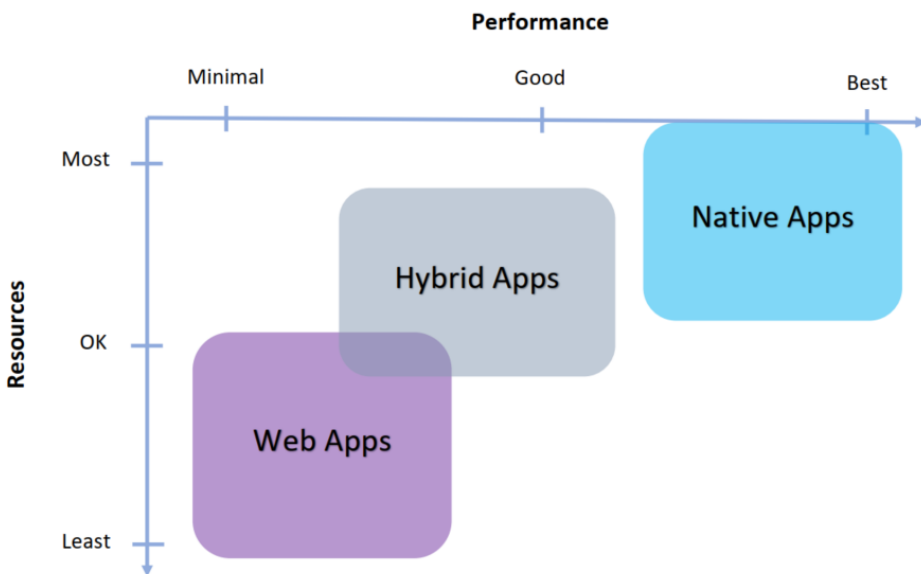 Performance
Minimal
Good
Best
Most
Native Apps
Hybrid Apps
Resources
OK
Web Apps
Least